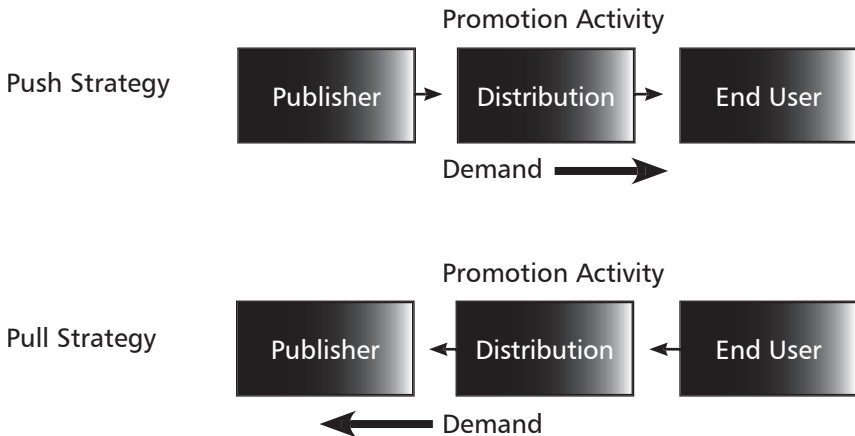 Promotion Activity
Push Strategy
Publisher
Distribution
End User
Demand
Promotion Activity
Pull Strategy
Publisher
Distribution
End User
Demand